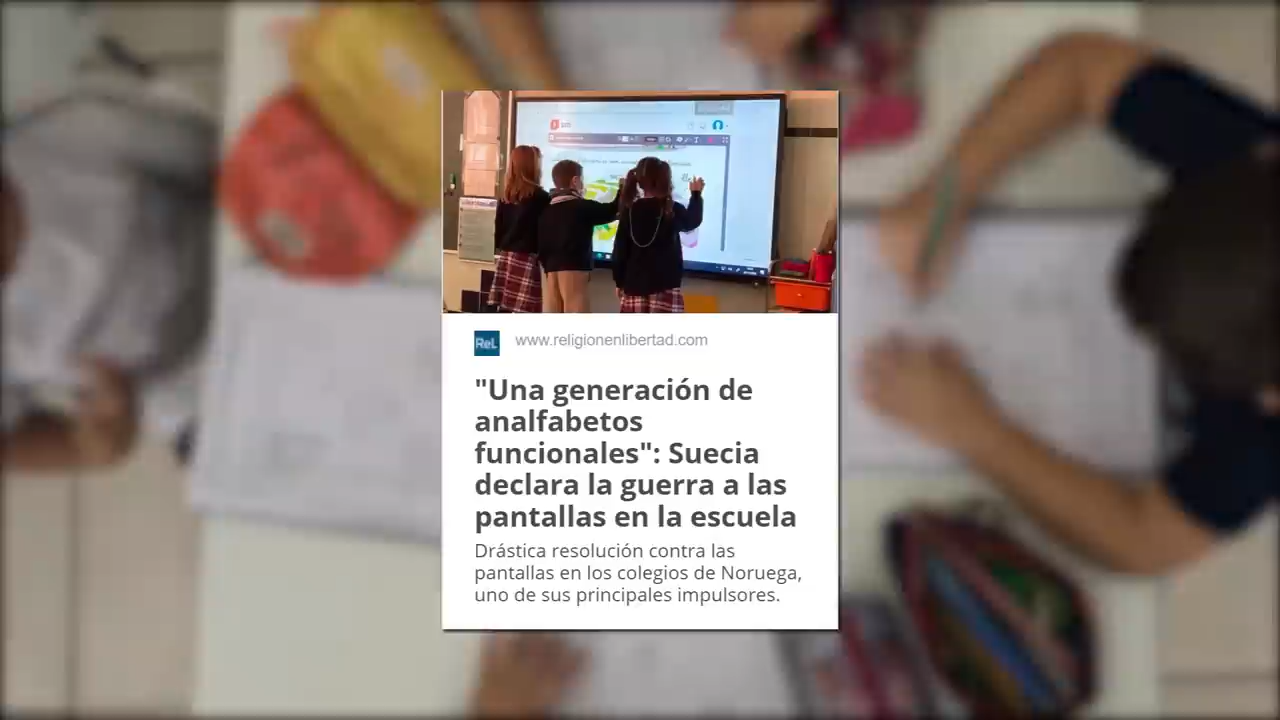 ReL
www.religionenlibertad.com
"Una generación de
analfabetos
funcionales": Suecia
declara la guerra a las
pantallas en la escuela
Drástica resolución contra las
pantallas en los colegios de Noruega,
uno de sus principales impulsores.